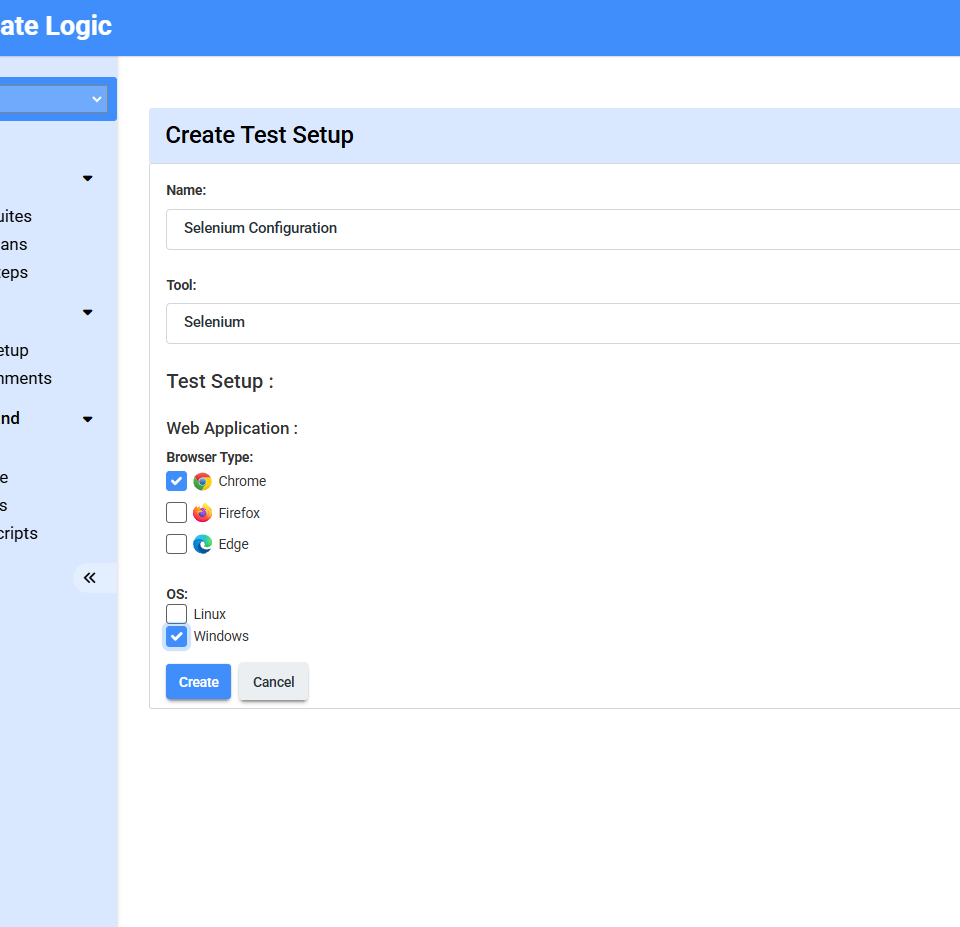 ate Logic
Create Test Setup
Name:
uites
Selenium Configuration
ans
eps
Tool:
Selenium
etup
nments
Test Setup :
nd
Web Application :
Browser Type:
e
Chrome
s
Firefox
cripts
Edge
OS:
Linux
Windows
Create
Cancel